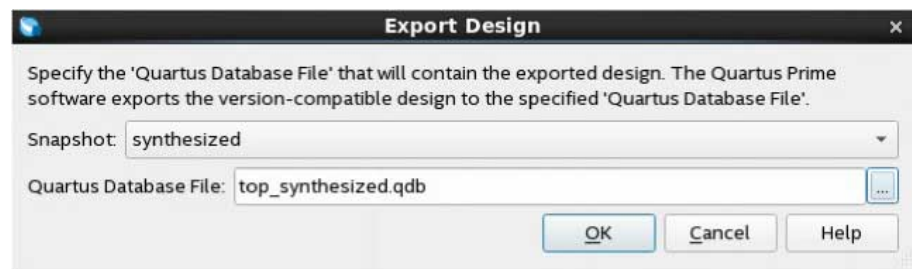 Export Design
Specify the 'Quartus Database File' that will contain the exported design. The Quartus Prime
software exports the version-compatible design to the specified 'Quartus Database File'.
Snapshot: synthesized
Quartus Database File: top_synthesized.qdb ...
OK Cancel Help